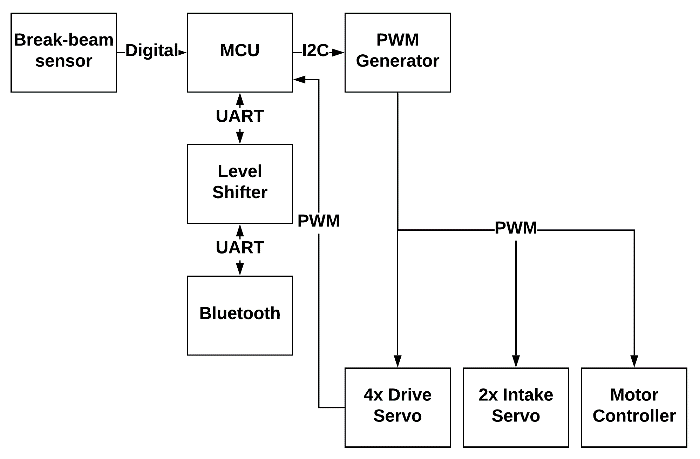 Break-beam
sensor
Digital
MCU
I2C
PWM
Generator
UART
Level
Shifter
PWM
PWM
UART
Bluetooth
4x Drive
Servo
2x Intake
Servo
Motor
Controller